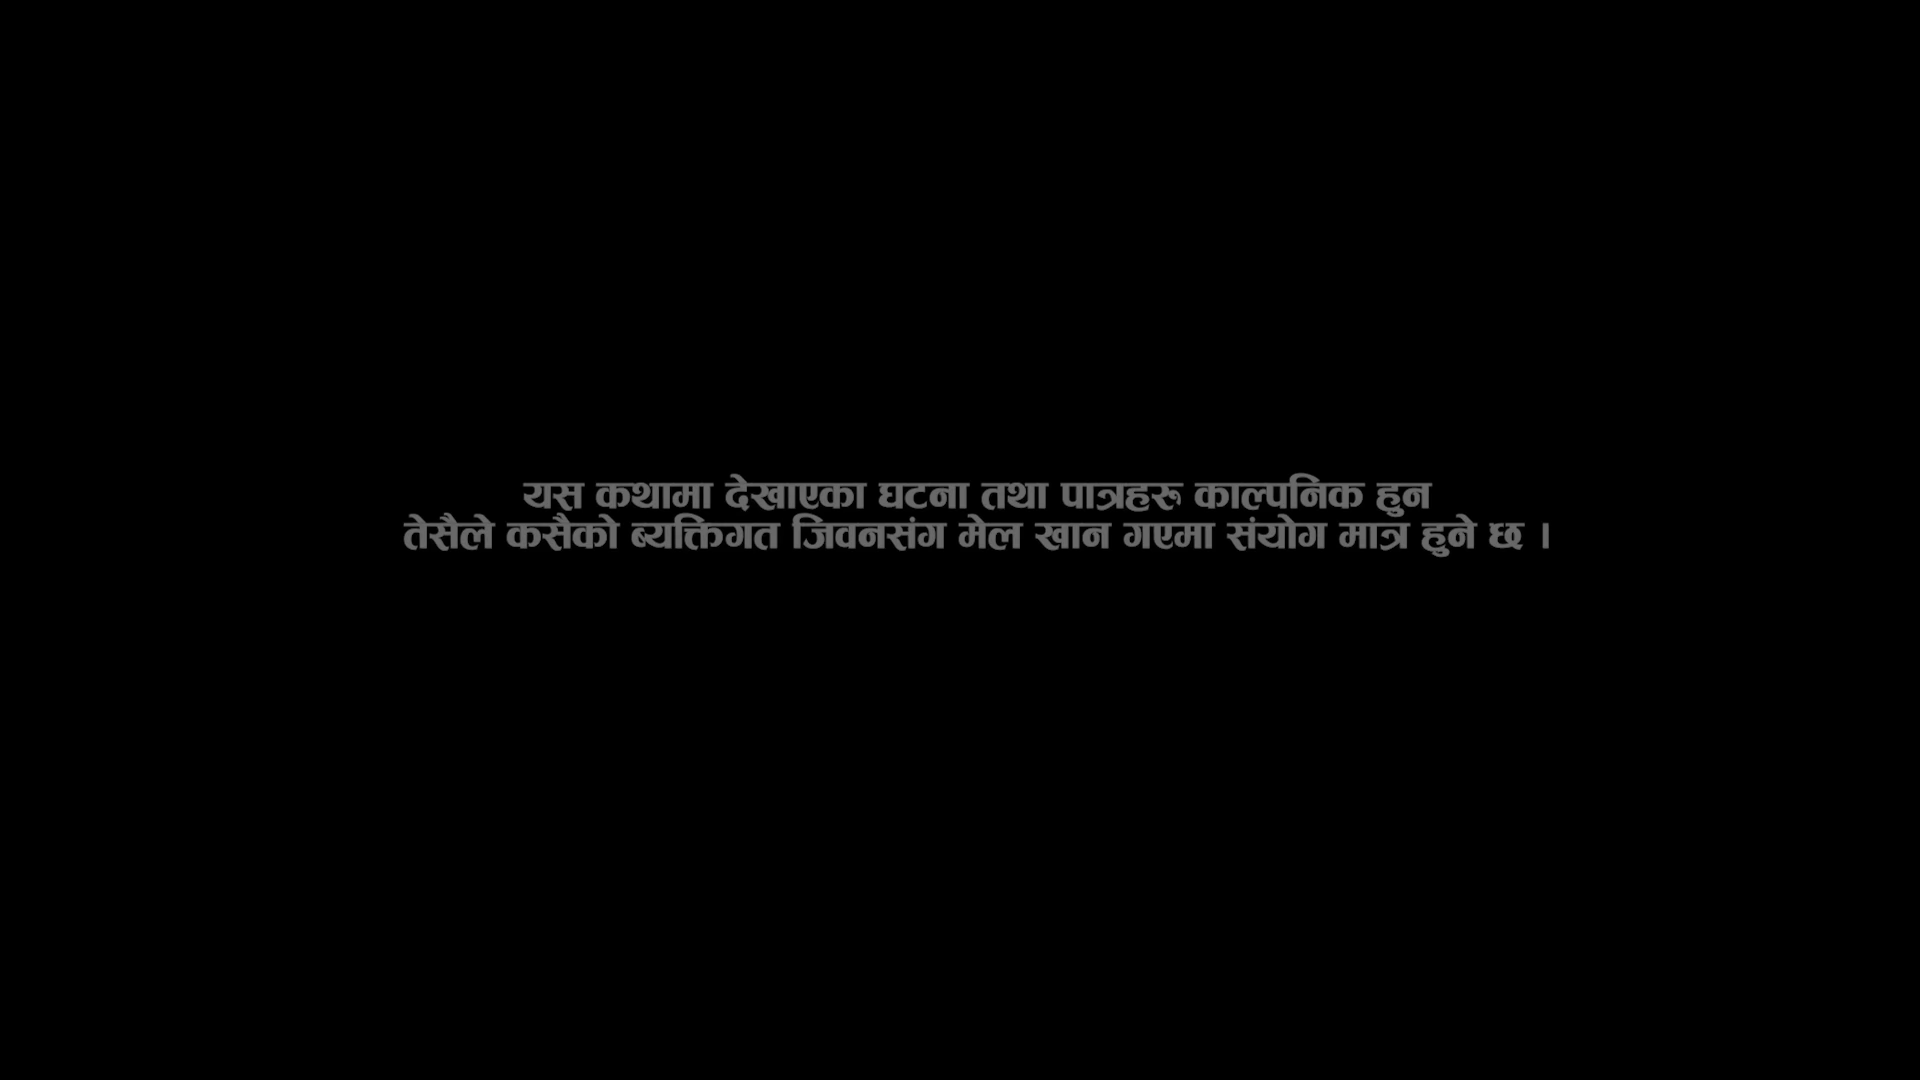 यस कथामा देखाएका घटना तथा पात्रहरु काल्पनिक हुन
तेसैले कसैको ब्यक्तिगत जिवनसंग मेल खान गएमा संयोग मात्र हुने छ ।